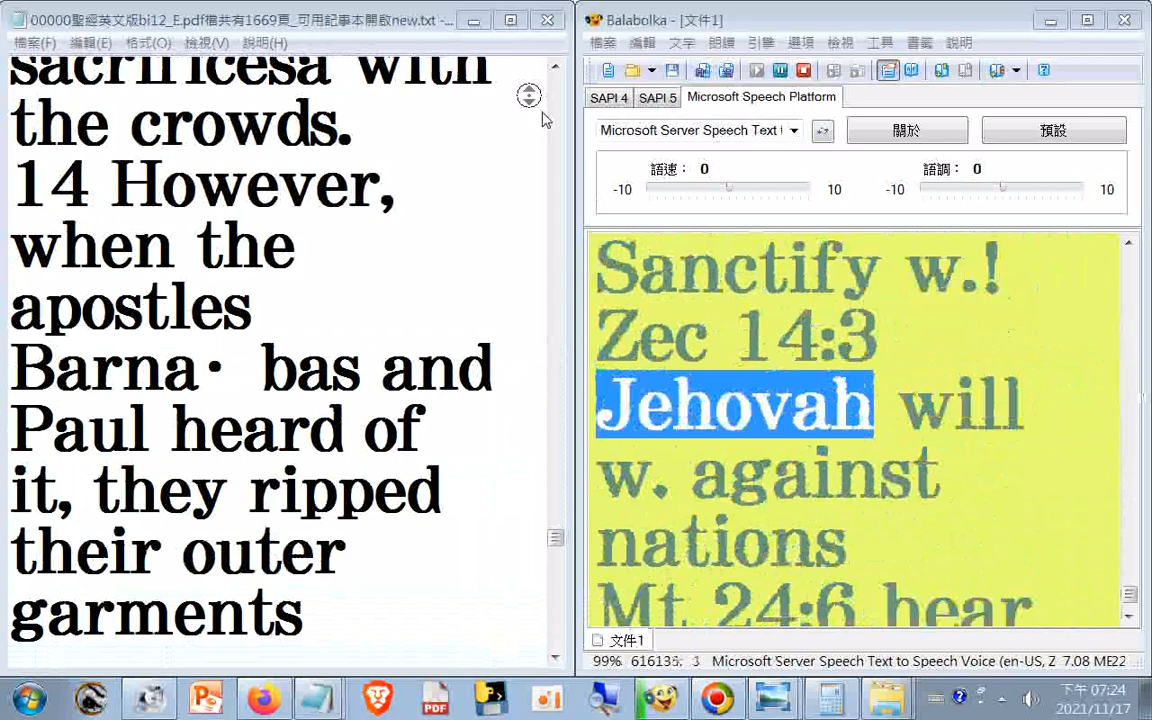 00000聖經英文版bi12_E.pdf檔共有1669頁_可用記事本開啟new.txt -...
檔案(F) 編輯(E) 格式(O) 檢視(V) 說明(H)
sacrificesa with
the crowds.
14 However,
when the
apostles
Barna· bas and
Paul heard of
it, they ripped
their outer
garments
Balabolka - [文件1]
檔案 編輯 文字 朗讀 引擎 選項 檢視 工具 書籤 說明
SAPI 4 SAPI 5 Microsoft Speech Platform
Microsoft Server Speech Text 關於 預設
語速： 0 語調： 0
-10 10 -10 10
Sanctify w.!
Zec 14:3
Jehovah will
w. against
nations
Mt 24:6 hear
文件1
99% 616135: 3 Microsoft Server Speech Text to Speech Voice (en-US, Z 7.08 ME22
PDF
下午 07:24
2021/11/17